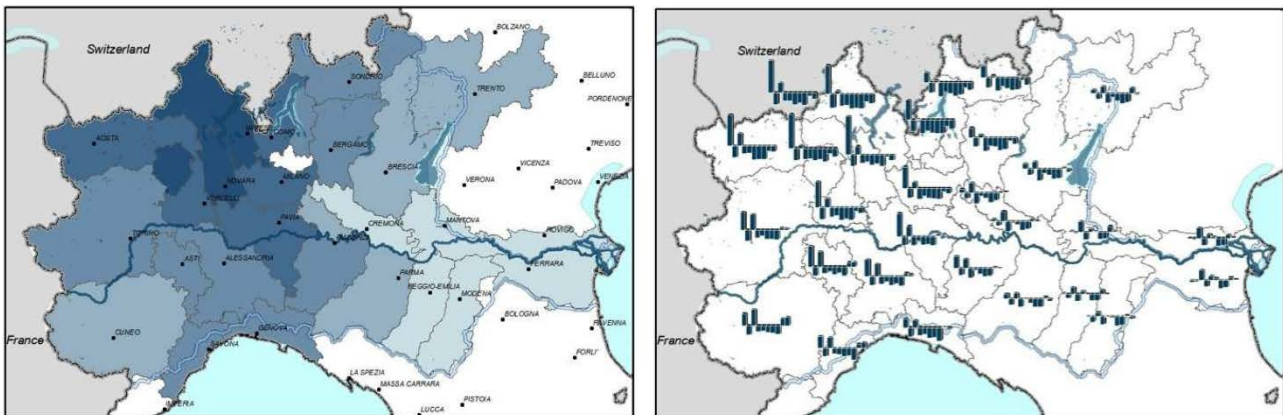 BOLZANO
Switzerland
SONDRIO
BELLUNO
TRENTO
PORDENONE
AOSTA
COMO
BERGAMO
TREVISO
BRESCIA
VICENZA
MILANO
NOVARA
VERONA
PADOVA
VENEZIA
VERCELLI
PAVIA
CREMONA
MANTOVA
ROVIGO
TORINO
ASTI
ALESSANDRIA
PARMA
FERRARA
REGGIO-EMILIA
MODENA
CUNEO
GENOVA
BOLOGNA
RAVENNA
France
SAVONA
FORLI'
LA SPEZIA
MASSA CARRARA
IMPERIA
PISTOIA
LUCCA
Switzerland
France